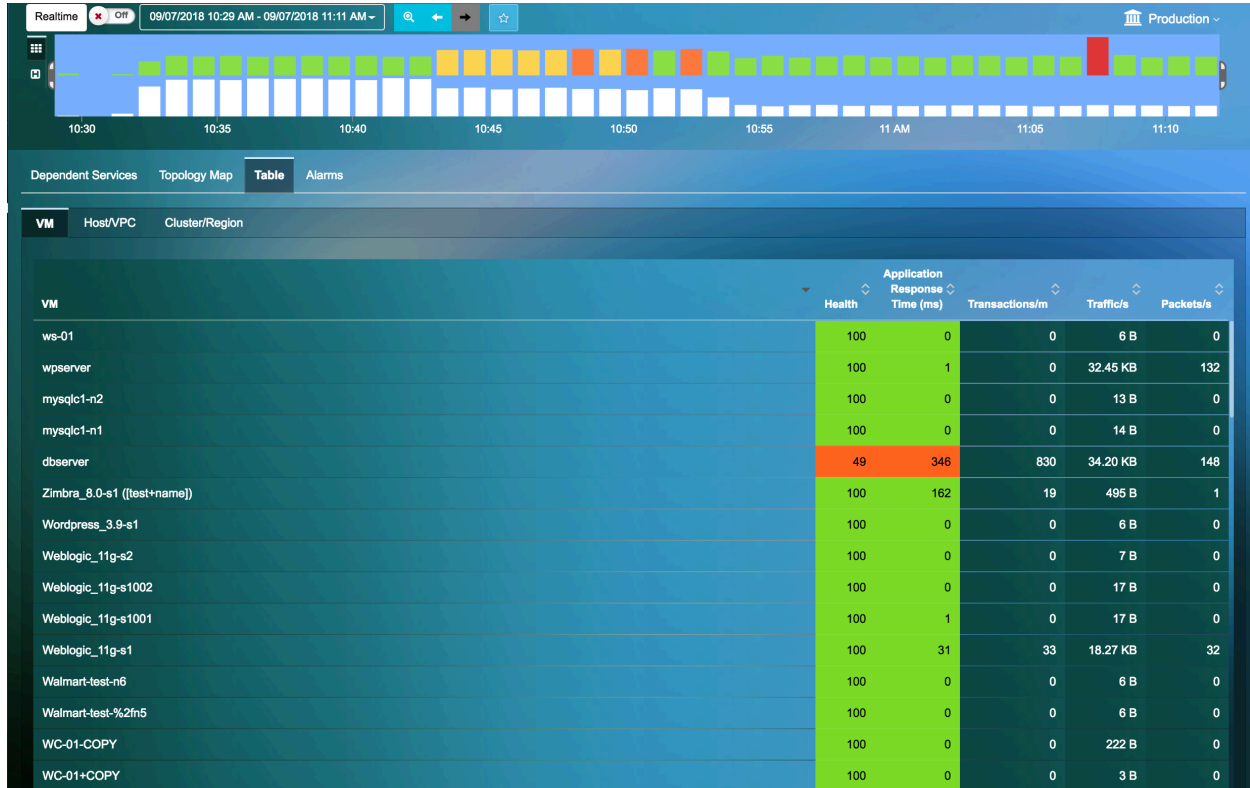 Realtime Off 09/07/2018 10:29 AM - 09/07/2018 11:11 AM Production
10:30 10:35 10:40 10:45 10:50 10:55 11 AM 11:05 11:10
Dependent Services Topology Map Table Alarms
VM Host/VPC Cluster/Region
VM Health Application Response Time (ms) Transactions/m Traffic/s Packets/s
ws-01 100 0 0 6 B 0
wpserver 100 1 0 32.45 KB 132
mysqlc1-n2 100 0 0 13 B 0
mysqlc1-n1 100 0 0 14 B 0
dbserver 49 346 830 34.20 KB 148
Zimbra_8.0-s1 ([test+name]) 100 162 19 495 B 1
Wordpress_3.9-s1 100 0 0 6 B 0
Weblogic_11g-s2 100 0 0 7 B 0
Weblogic_11g-s1002 100 0 0 17 B 0
Weblogic_11g-s1001 100 1 0 17 B 0
Weblogic_11g-s1 100 31 33 18.27 KB 32
Walmart-test-n6 100 0 0 6 B 0
Walmart-test-%2fn5 100 0 0 6 B 0
WC-01-COPY 100 0 0 222 B 0
WC-01+COPY 100 0 0 3 B 0